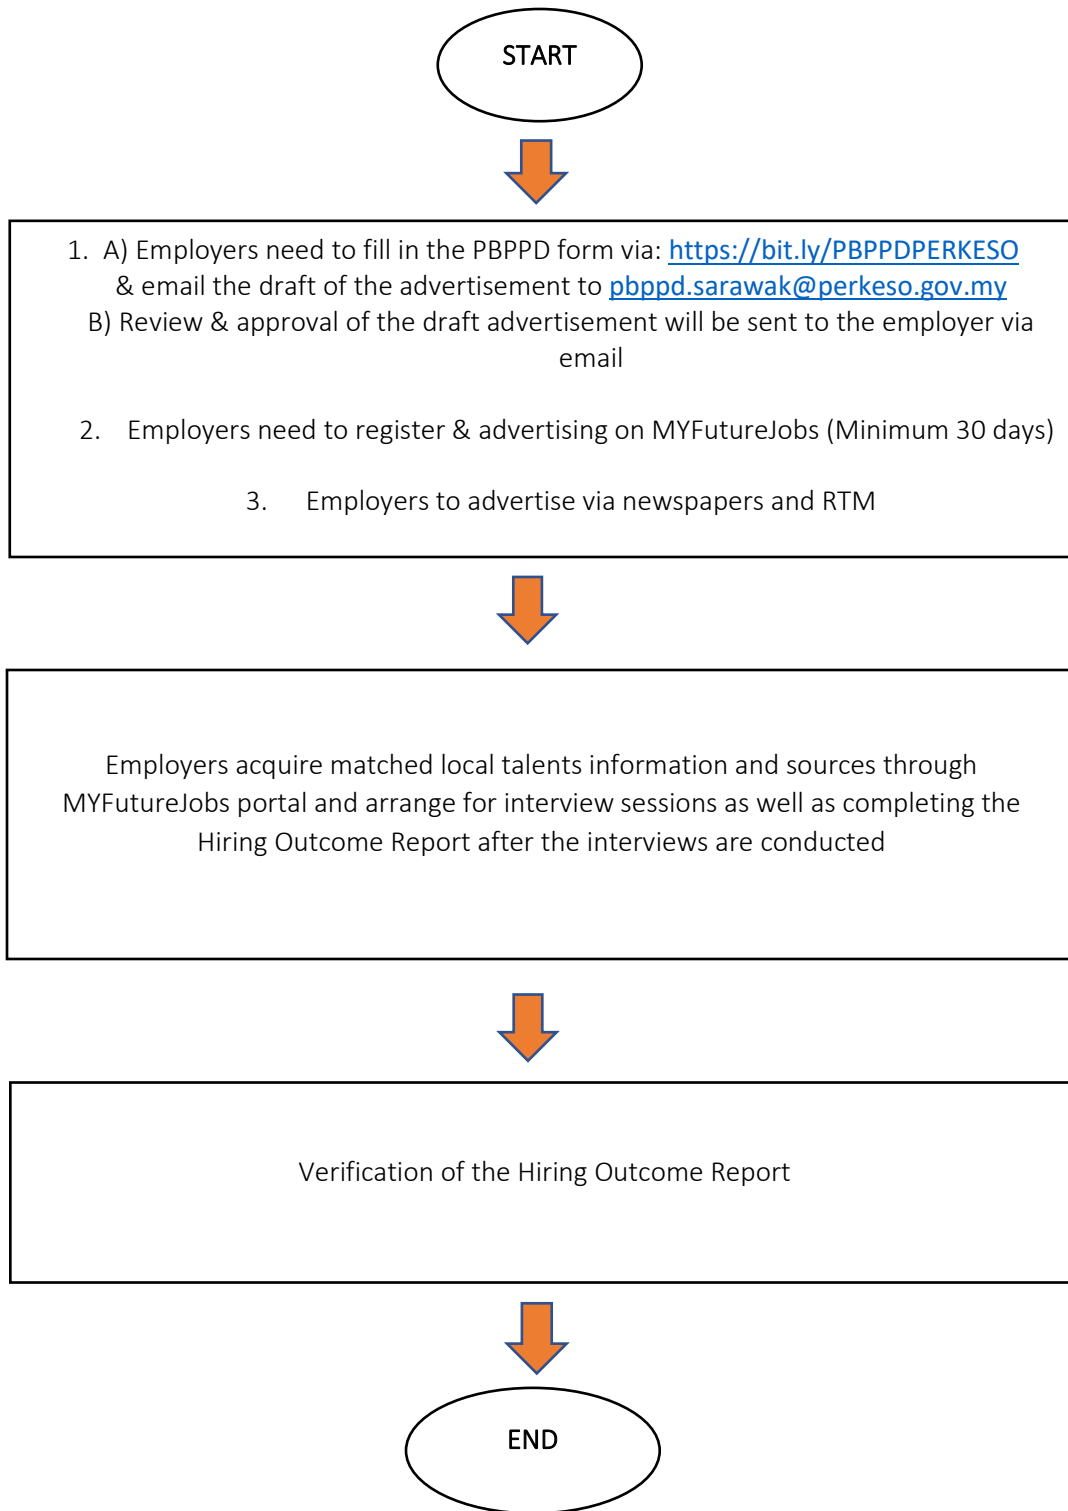 START
1. A) Employers need to fill in the PBPPD form via: https://bit.ly/PBPPDPERKESO
& email the draft of the advertisement to pbppd.sarawak@perkeso.gov.my
B) Review & approval of the draft advertisement will be sent to the employer via
email
2. Employers need to register & advertising on MYFutureJobs (Minimum 30 days)
3. Employers to advertise via newspapers and RTM
Employers acquire matched local talents information and sources through
MYFutureJobs portal and arrange for interview sessions as well as completing the
Hiring Outcome Report after the interviews are conducted
Verification of the Hiring Outcome Report
END